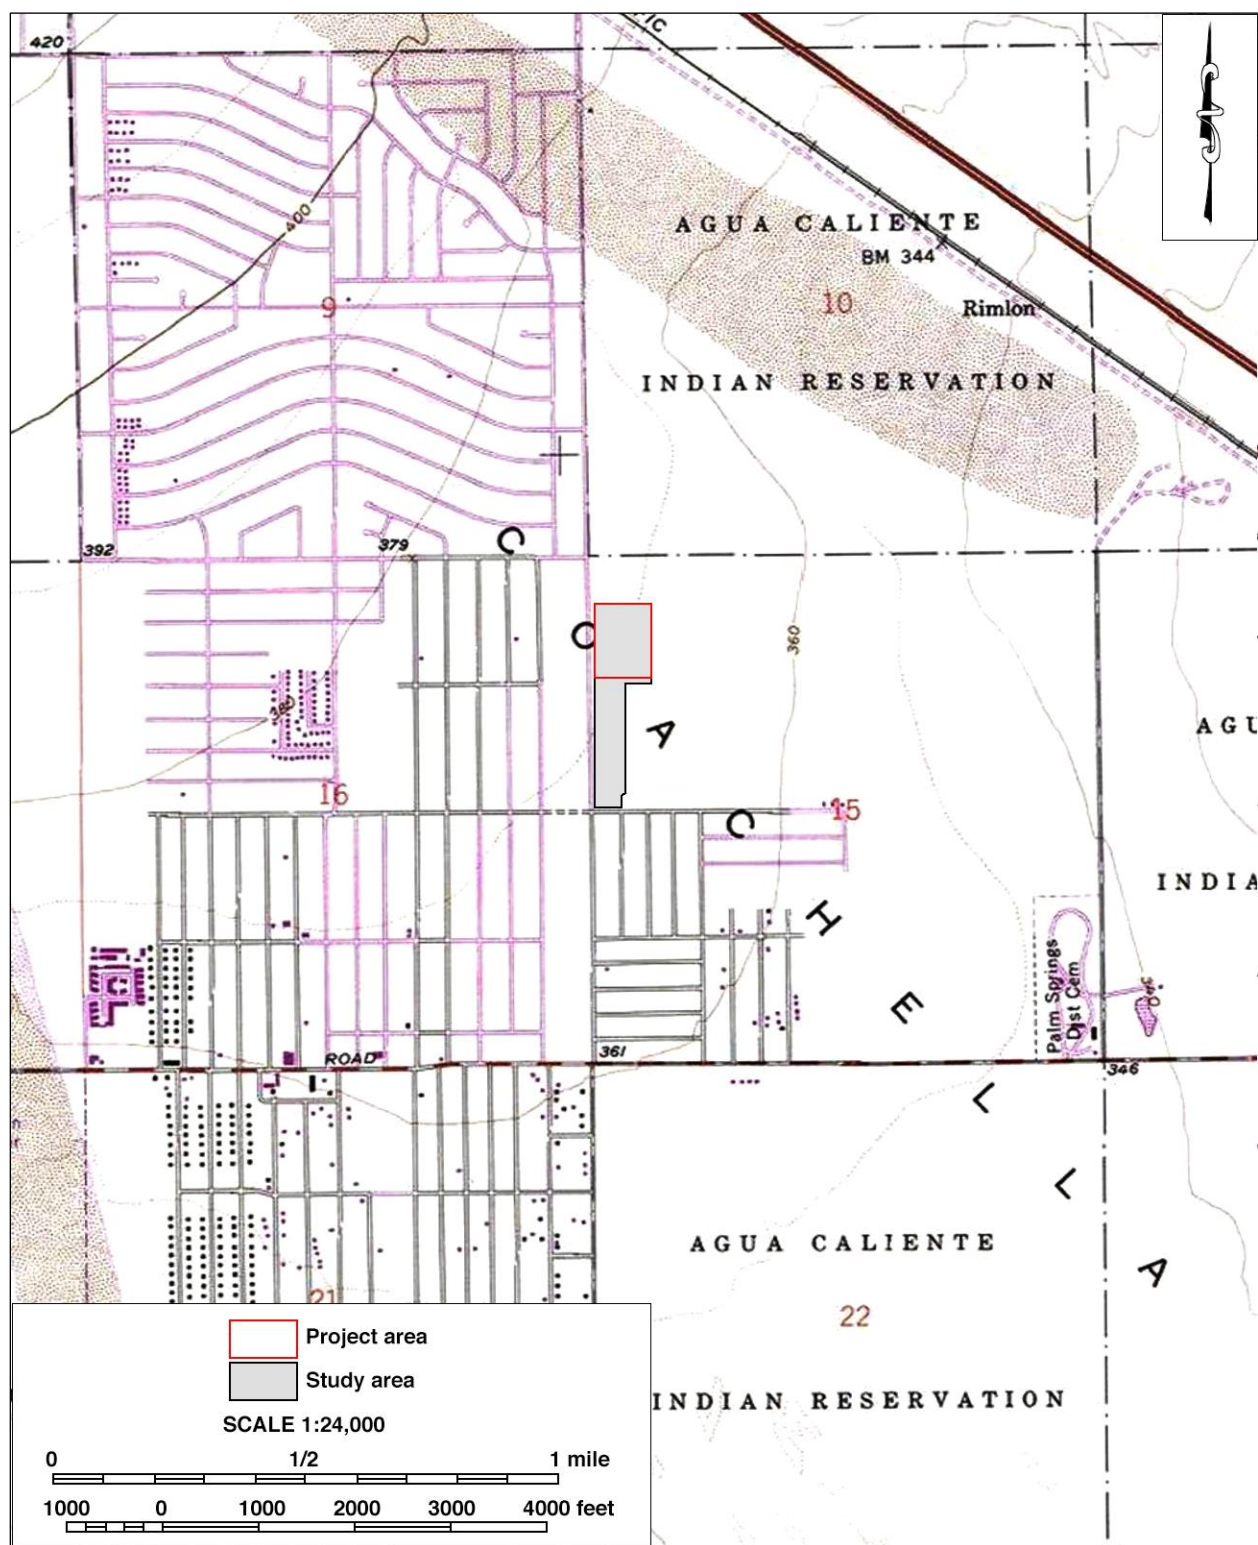 420
IC
400
AGUA CALIENTE
BM 344
9
10
Rimlon
INDIAN RESERVATION
392
379
C
O
360
A
380
AGU
16
15
C
INDIA
H
E
Palm Springs
Dist Cem
ROAD
361
346
L
L
AGUA CALIENTE
A
21
22
INDIAN RESERVATION
Project area
Study area
SCALE 1:24,000
0 1/2 1 mile
1000 0 1000 2000 3000 4000 feet